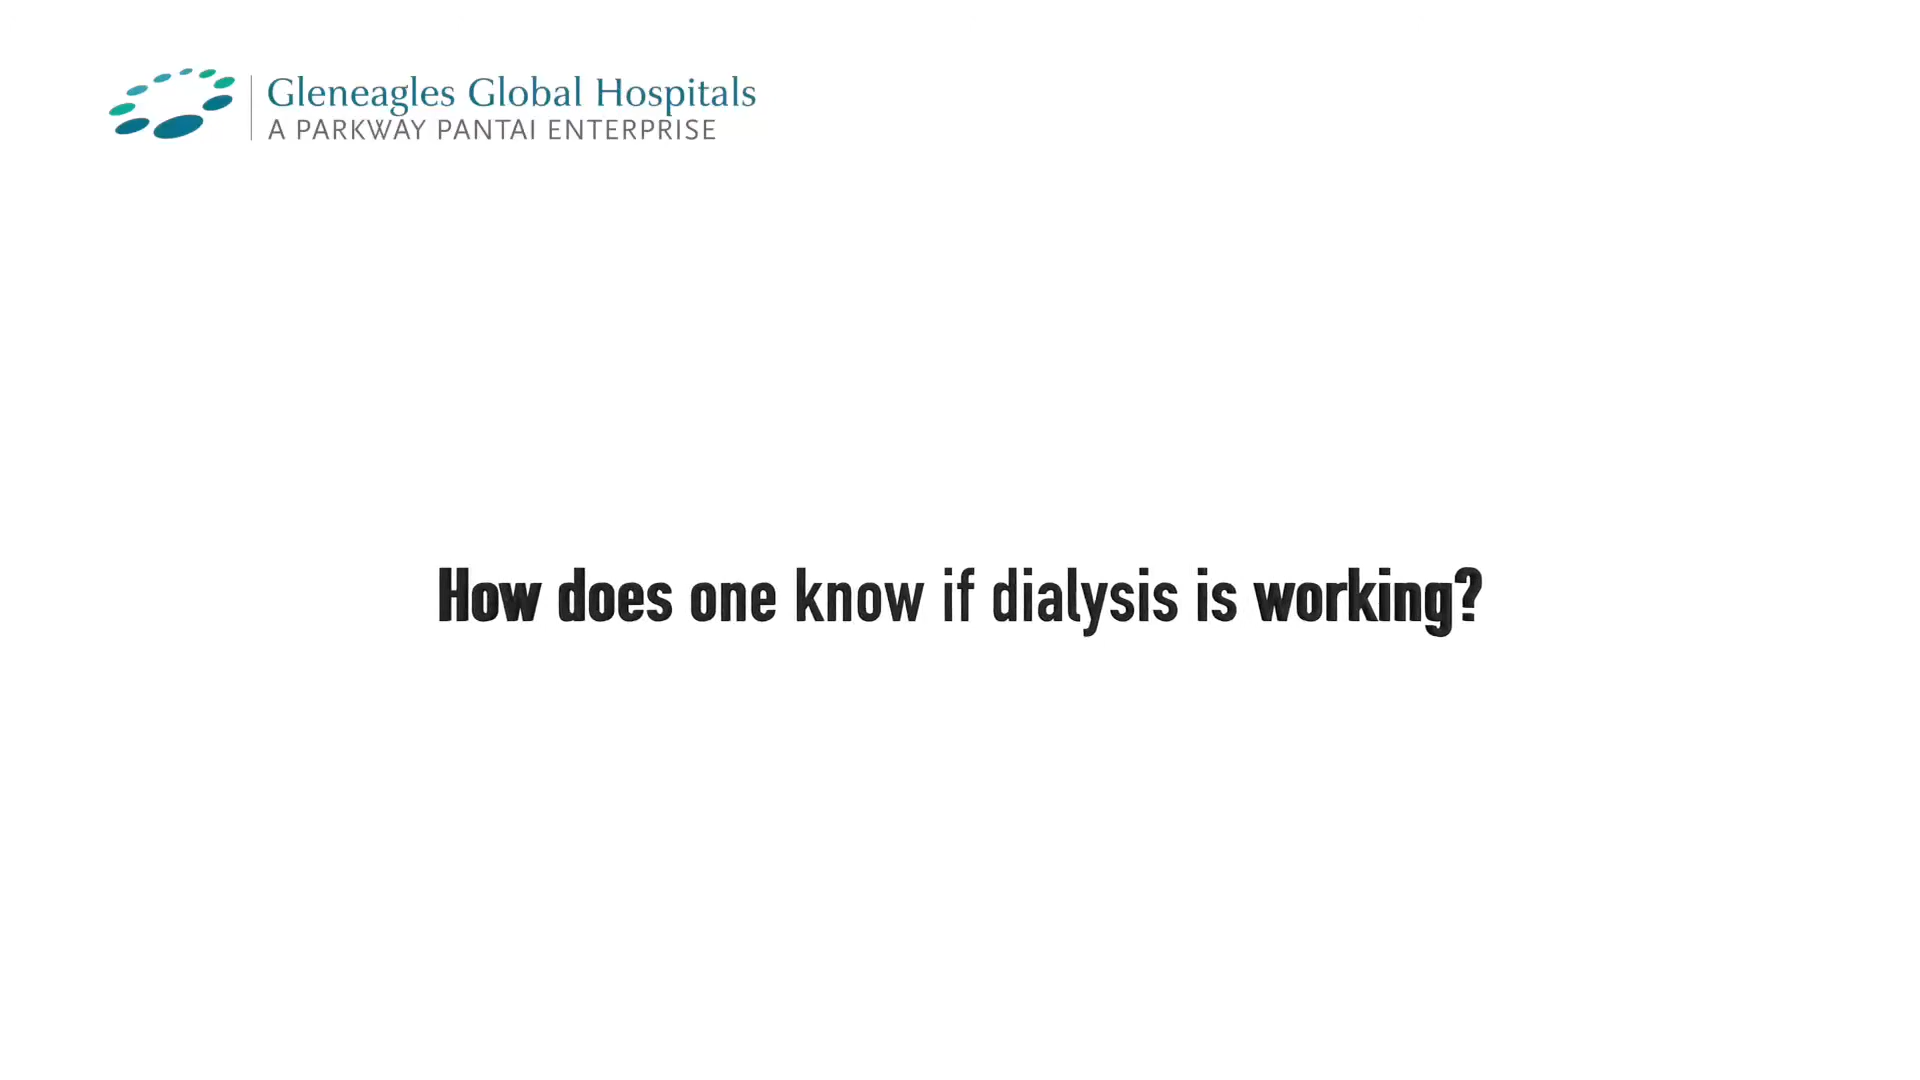 Gleneagles Global Hospitals
A PARKWAY PANTAI ENTERPRISE
How does one know if dialysis is working?